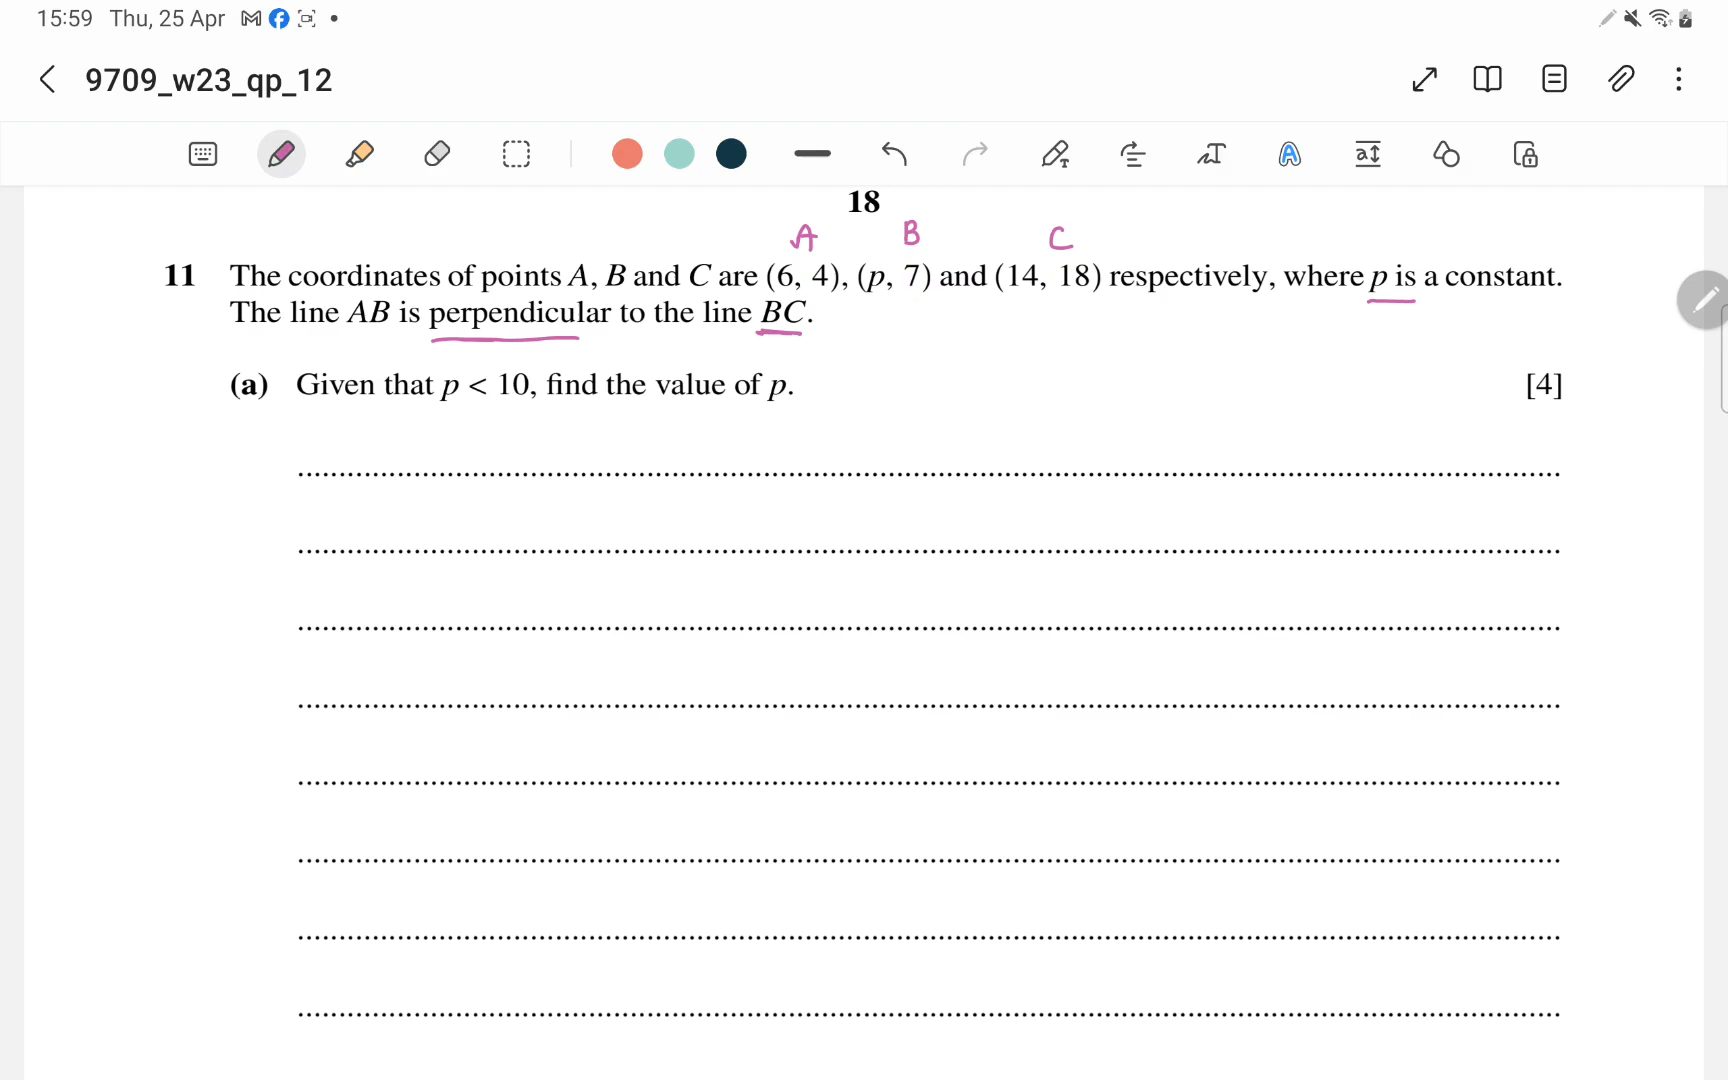 15:59 Thu, 25 Apr
9709_w23_qp_12
18
A B C
11 The coordinates of points A, B and C are (6, 4), (p, 7) and (14, 18) respectively, where p is a constant.
The line AB is perpendicular to the line BC.
(a) Given that p < 10, find the value of p. [4]